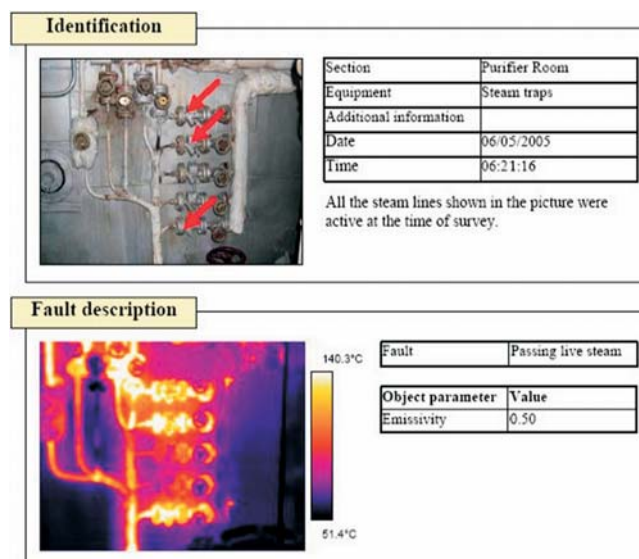 Identification
Section Purifier Room
Equipment Steam traps
Additional information
Date 06/05/2005
Time 06:21:16
All the steam lines shown in the picture were
active at the time of survey.
Fault description
140.3°C
51.4°C
Fault Passing live steam
Object parameter Value
Emissivity 0.50